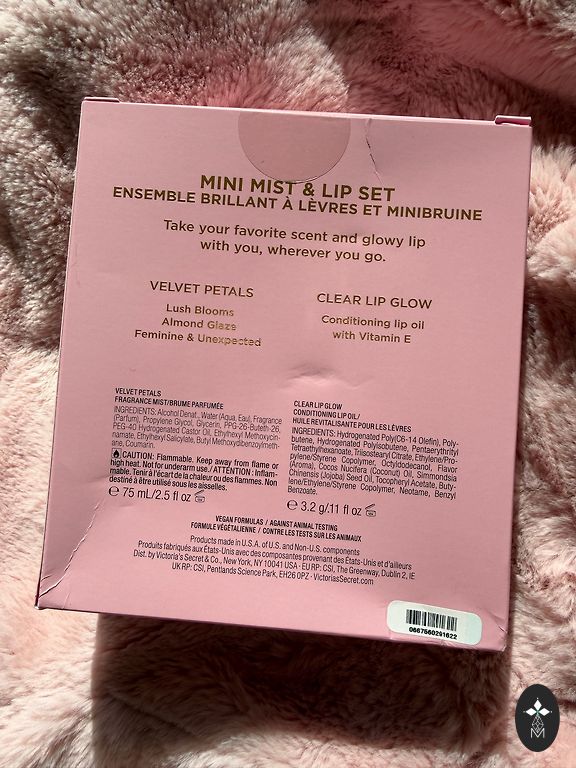 MINI MIST & LIP SET
ENSEMBLE BRILLANT À LÈVRES ET MINIBRUINE
Take your favorite scent and glowy lip
with you, wherever you go.
VELVET PETALS
Lush Blooms
Almond Glaze
Feminine & Unexpected
CLEAR LIP GLOW
Conditioning lip oil
with Vitamin E
VELVET PETALS
FRAGRANCE MIST/BRUME PARFUMÉE
INGREDIENTS: Alcohol Denat., Water (Aqua, Eau), Fragrance
(Parfum), Propylene Glycol, Glycerin, PPG-26-Buteth-26,
PEG-40 Hydrogenated Castor Oil, Ethylhexyl Methoxycin-
namate, Ethylhexyl Salicylate, Butyl Methoxydibenzoylmeth-
ane, Coumarin.
CAUTION: Flammable. Keep away from flame or
high heat. Not for underarm use./ATTENTION : Inflam-
mable. Tenir à l'écart de la chaleur ou des flammes. Non
destiné à être utilisé sous les aisselles.
℮ 75 mL/2.5 fl oz
CLEAR LIP GLOW
CONDITIONING LIP OIL/
HUILE REVITALISANTE POUR LES LÈVRES
INGREDIENTS: Hydrogenated Poly(C6-14 Olefin), Poly-
butene, Hydrogenated Polyisobutene, Pentaerythrityl
Tetraethylhexanoate, Triisostearyl Citrate, Ethylene/Pro-
pylene/Styrene Copolymer, Octyldodecanol, Flavor
(Aroma), Cocos Nucifera (Coconut) Oil, Simmondsia
Chinensis (Jojoba) Seed Oil, Tocopheryl Acetate, Buty-
lene/Ethylene/Styrene Copolymer, Neotame, Benzyl
Benzoate.
℮ 3.2 g/.11 fl oz
VEGAN FORMULAS / AGAINST ANIMAL TESTING
FORMULE VÉGÉTALIENNE / CONTRE LES TESTS SUR LES ANIMAUX
Products made in U.S.A. of U.S. and Non-U.S. components
Produits fabriqués aux États-Unis avec des composantes provenant des États-Unis et d'ailleurs
Dist. by Victoria's Secret & Co., New York, NY 10041 USA · EU RP: CSI, The Greenway, Dublin 2, IE
UK RP: CSI, Pentlands Science Park, EH26 0PZ · VictoriasSecret.com
0667560291622